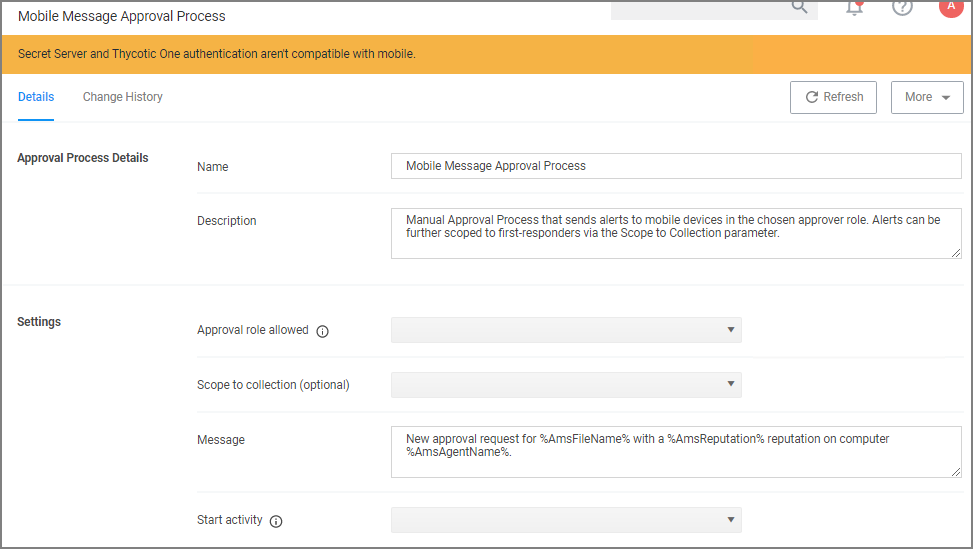 Mobile Message Approval Process
A
Secret Server and Thycotic One authentication aren't compatible with mobile.
Details
Change History
Refresh
More
Approval Process Details
Name
Mobile Message Approval Process
Description
Manual Approval Process that sends alerts to mobile devices in the chosen approver role. Alerts can be
further scoped to first-responders via the Scope to Collection parameter.
Settings
Approval role allowed
Scope to collection (optional)
Message
New approval request for %AmsFileName% with a %AmsReputation% reputation on computer
%AmsAgentName%.
Start activity